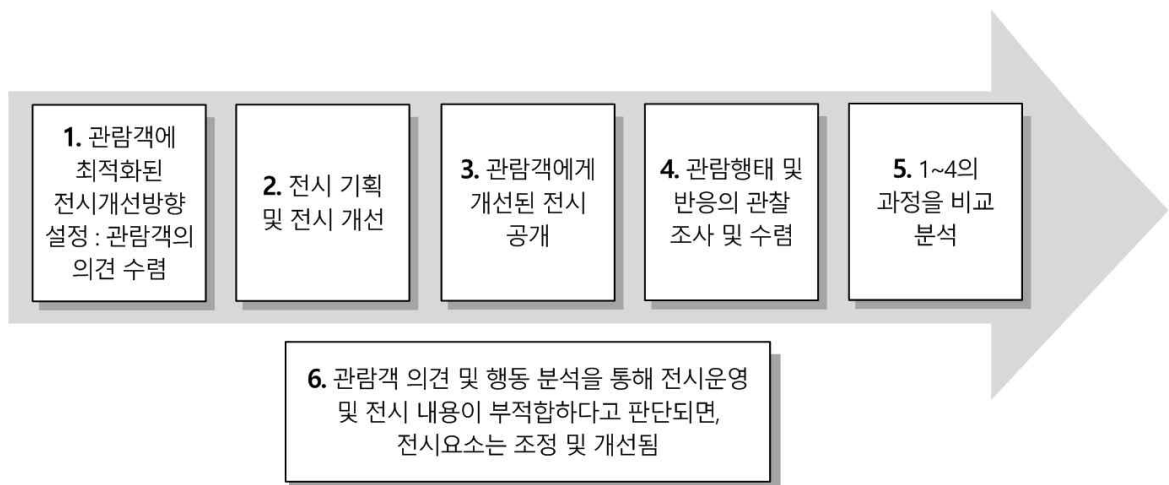 1. 관람객에
최적화된
전시개선방향
설정 : 관람객의
의견 수렴
2. 전시 기획
및 전시 개선
3. 관람객에게
개선된 전시
공개
4. 관람행태 및
반응의 관찰
조사 및 수렴
5. 1~4의
과정을 비교
분석
6. 관람객 의견 및 행동 분석을 통해 전시운영
및 전시 내용이 부적합하다고 판단되면,
전시요소는 조정 및 개선됨